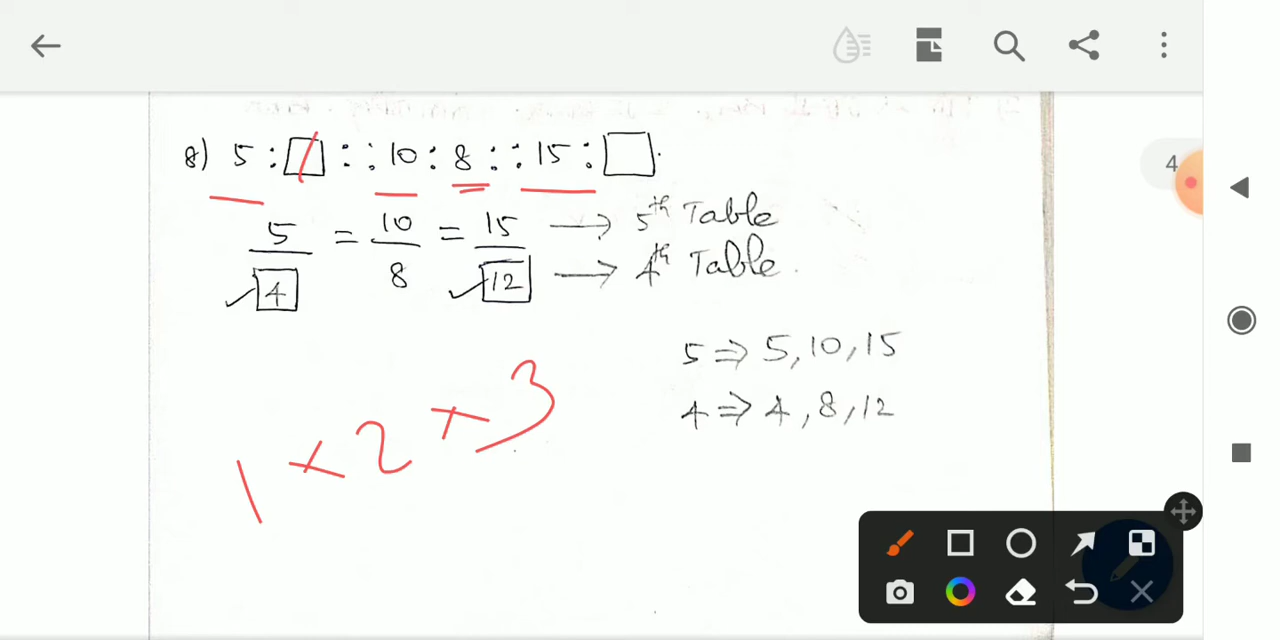 4
8) 5 : □ : : 10 : 8 : : 15 : □.
5/4 = 10/8 = 15/12 → 5th Table
→ 4th Table.
5 ⇒ 5, 10, 15
4 ⇒ 4, 8, 12
1 × 2 × 3